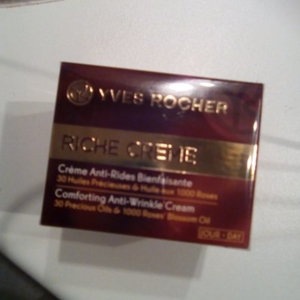 YVES ROCHER
RICHE CREME
Crème Anti-Rides Bienfaisante
30 Huiles Précieuses & Huile aux 1000 Roses
Comforting Anti-Wrinkle Cream
30 Precious Oils & 1000 Roses' Blossom Oil
JOUR - DAY